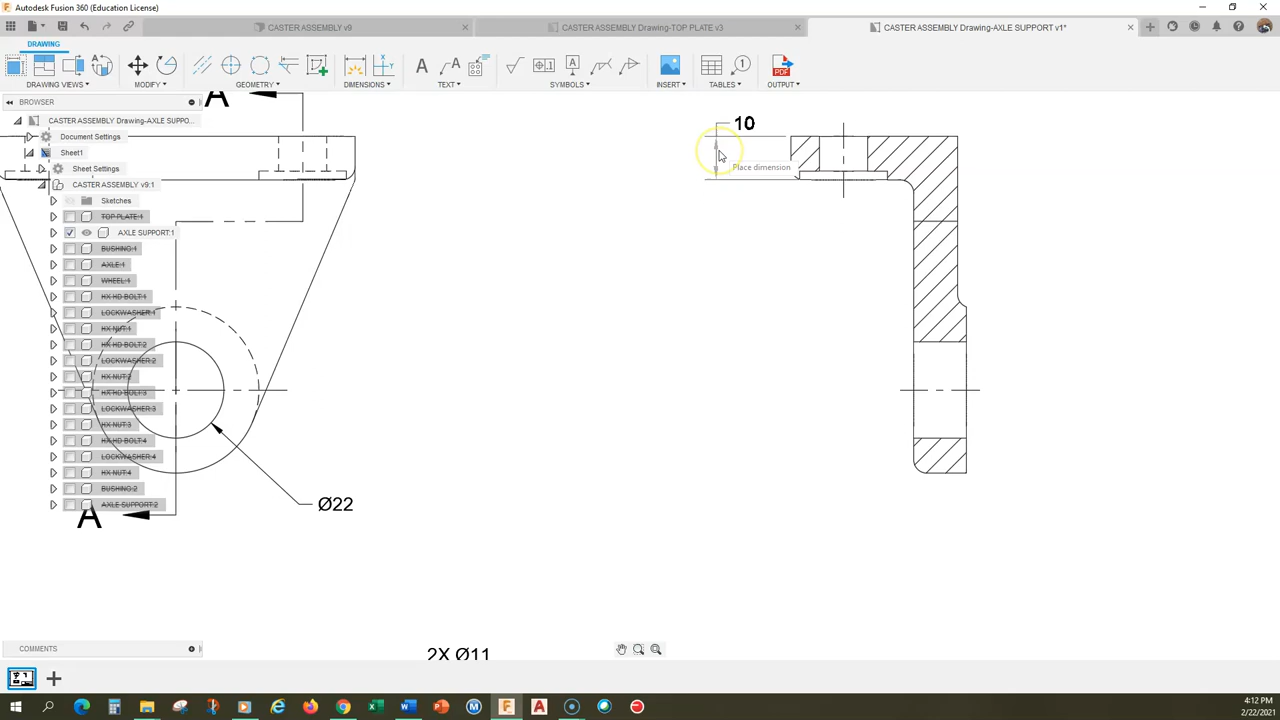 Autodesk Fusion 360 (Education License)
CASTER ASSEMBLY v9
CASTER ASSEMBLY Drawing-TOP PLATE v3
CASTER ASSEMBLY Drawing-AXLE SUPPORT v1*
DRAWING
DRAWING VIEWS
MODIFY
GEOMETRY
DIMENSIONS
TEXT
SYMBOLS
INSERT
TABLES
OUTPUT
BROWSER
CASTER ASSEMBLY Drawing-AXLE SUPPO...
Document Settings
Sheet1
Sheet Settings
CASTER ASSEMBLY v9:1
Sketches
TOP PLATE:1
AXLE SUPPORT:1
BUSHING:1
AXLE:1
WHEEL:1
HX HD BOLT:1
LOCKWASHER:1
HX NUT:1
HX HD BOLT:2
LOCKWASHER:2
HX NUT:2
HX HD BOLT:3
LOCKWASHER:3
HX NUT:3
HX HD BOLT:4
LOCKWASHER:4
HX NUT:4
BUSHING:2
AXLE SUPPORT:2
A
A
10
Place dimension
Ø22
2X Ø11
COMMENTS
4:12 PM
2/22/2021